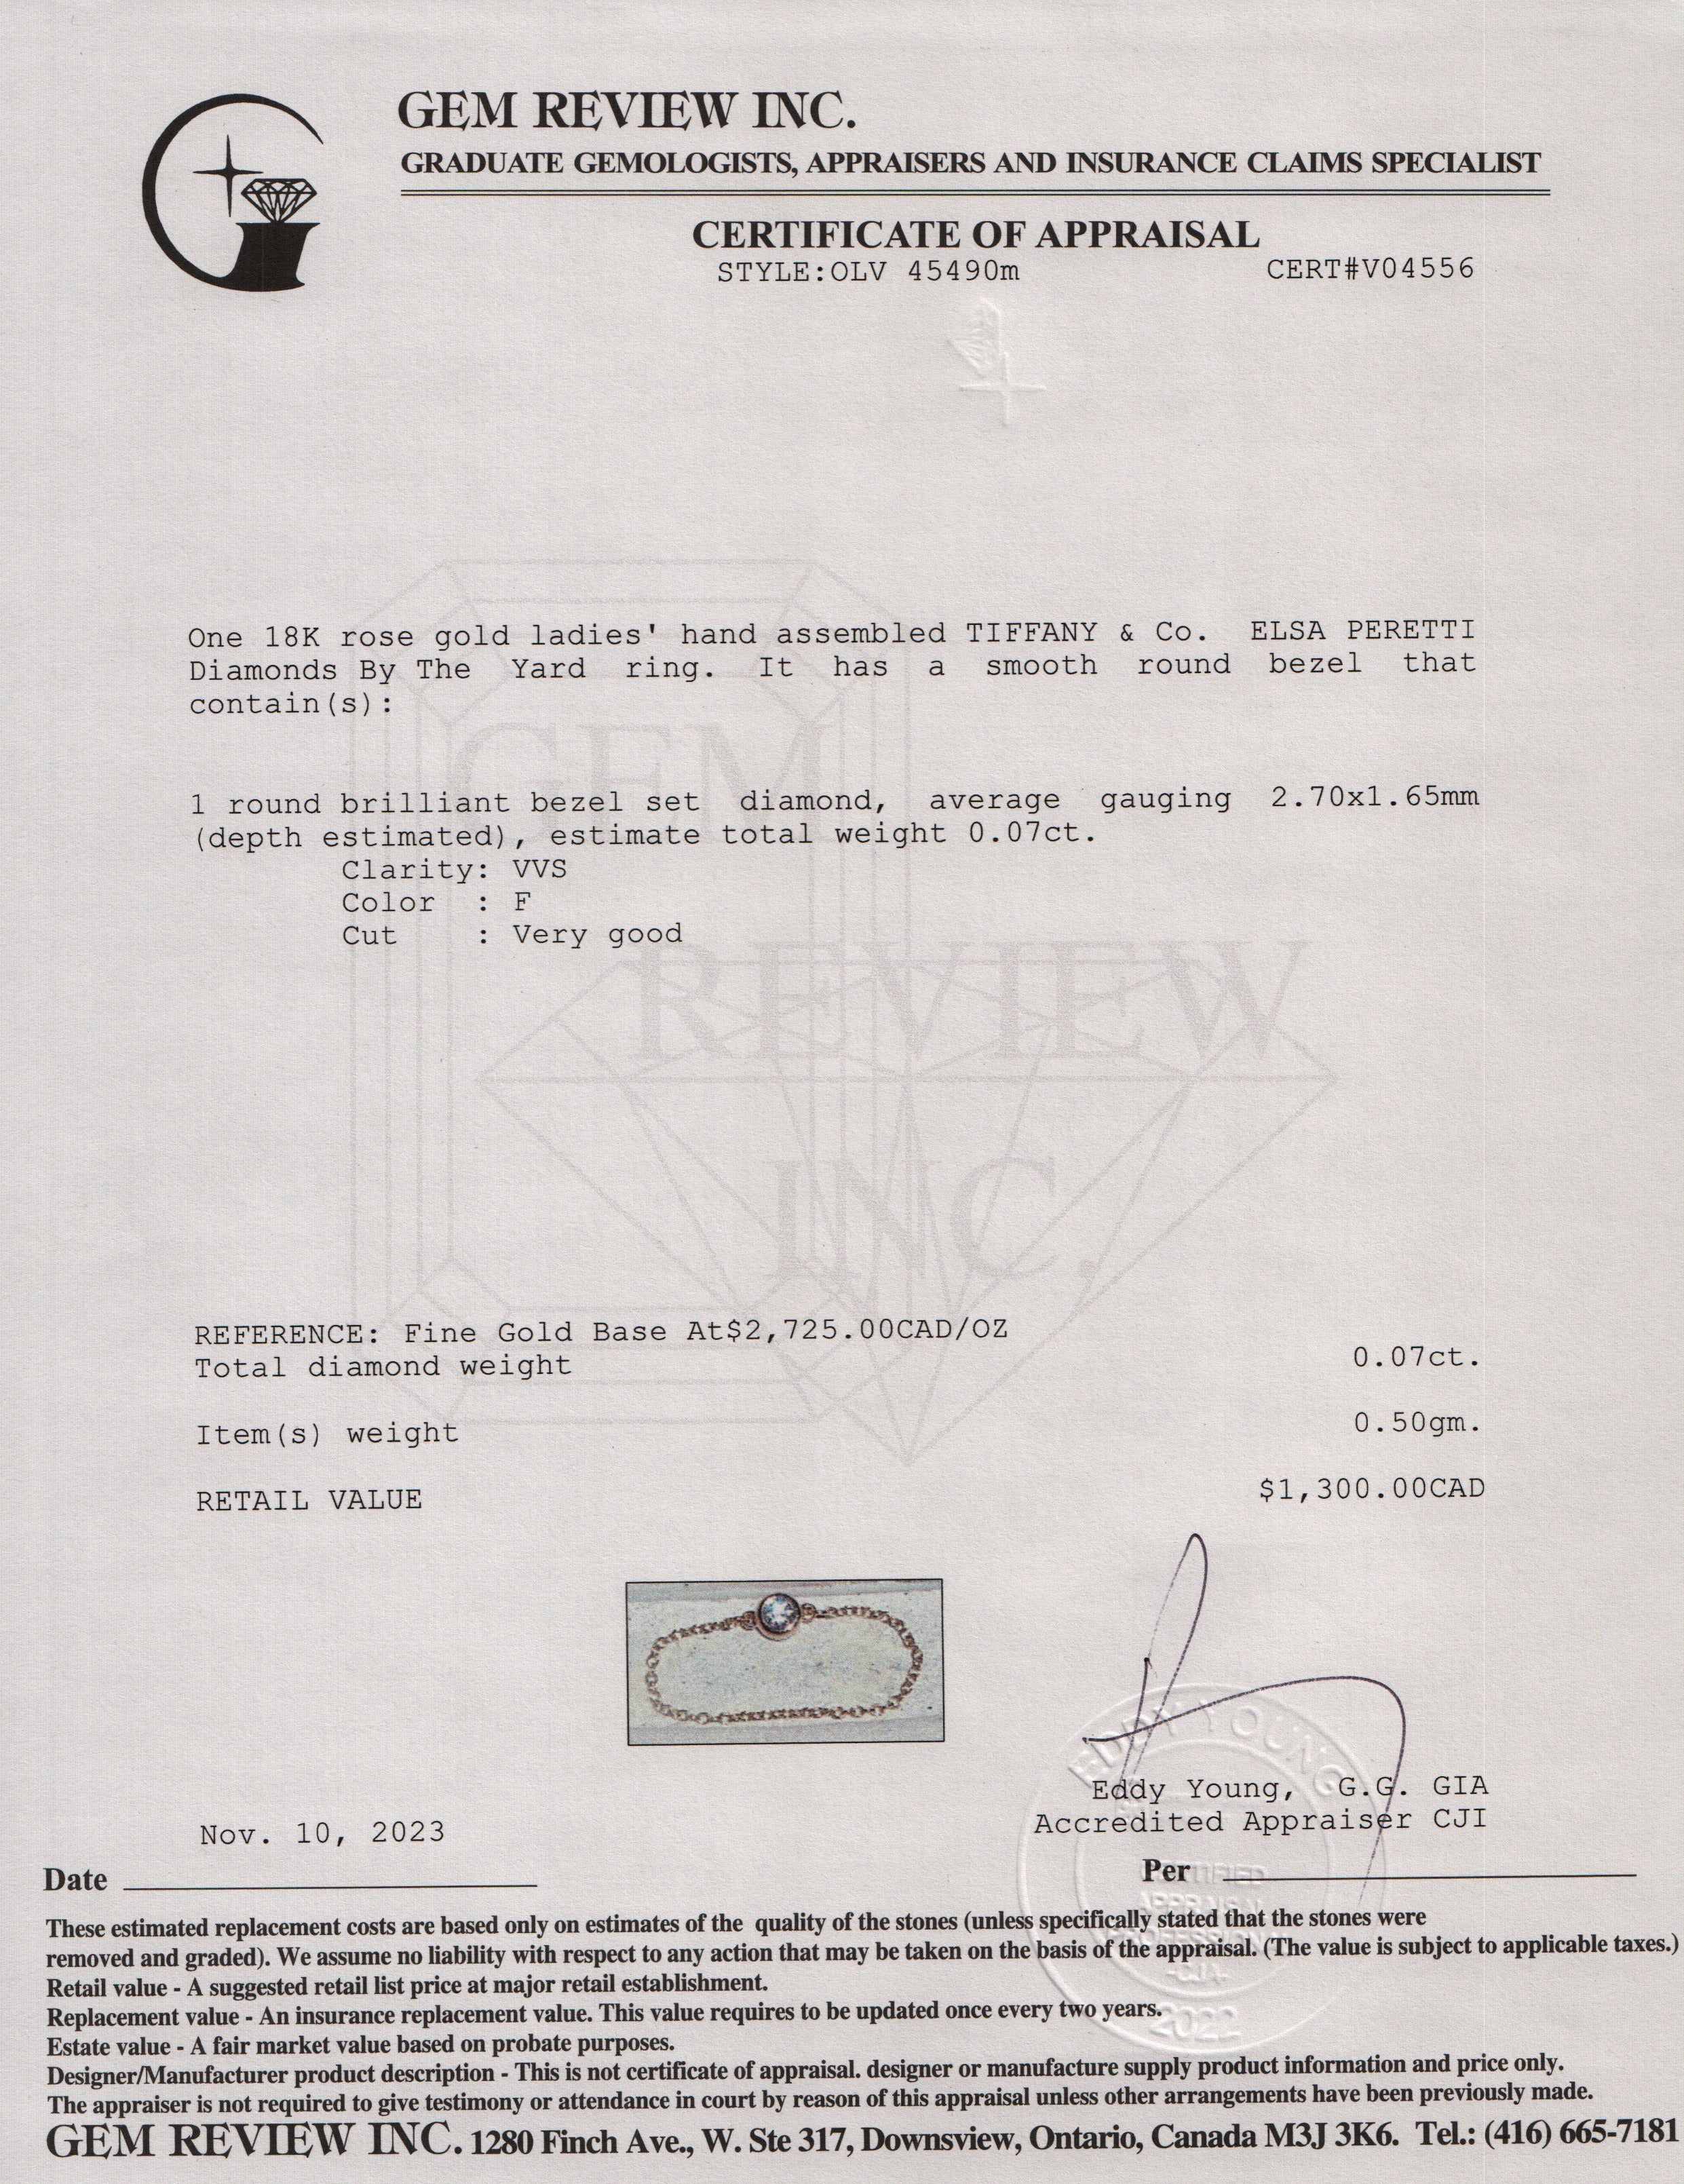 GEM REVIEW INC.
GRADUATE GEMOLOGISTS, APPRAISERS AND INSURANCE CLAIMS SPECIALIST
CERTIFICATE OF APPRAISAL
STYLE:OLV 45490m CERT#V04556
One 18K rose gold ladies' hand assembled TIFFANY & Co. ELSA PERETTI
Diamonds By The Yard ring. It has a smooth round bezel that
contain(s):
1 round brilliant bezel set diamond, average gauging 2.70x1.65mm
(depth estimated), estimate total weight 0.07ct.
Clarity: VVS
Color : F
Cut : Very good
GEM
REVIEW
INC.
REFERENCE: Fine Gold Base At$2,725.00CAD/OZ
Total diamond weight 0.07ct.
Item(s) weight 0.50gm.
RETAIL VALUE $1,300.00CAD
EDDY YOUNG
Eddy Young, G.G. GIA
Accredited Appraiser CJI
Nov. 10, 2023
Date
Per
CERTIFIED
APPRAISAL
PROFESSIONAL
-CJA-
2022
These estimated replacement costs are based only on estimates of the quality of the stones (unless specifically stated that the stones were
removed and graded). We assume no liability with respect to any action that may be taken on the basis of the appraisal. (The value is subject to applicable taxes.)
Retail value - A suggested retail list price at major retail establishment.
Replacement value - An insurance replacement value. This value requires to be updated once every two years.
Estate value - A fair market value based on probate purposes.
Designer/Manufacturer product description - This is not certificate of appraisal. designer or manufacture supply product information and price only.
The appraiser is not required to give testimony or attendance in court by reason of this appraisal unless other arrangements have been previously made.
GEM REVIEW INC. 1280 Finch Ave., W. Ste 317, Downsview, Ontario, Canada M3J 3K6. Tel.: (416) 665-7181